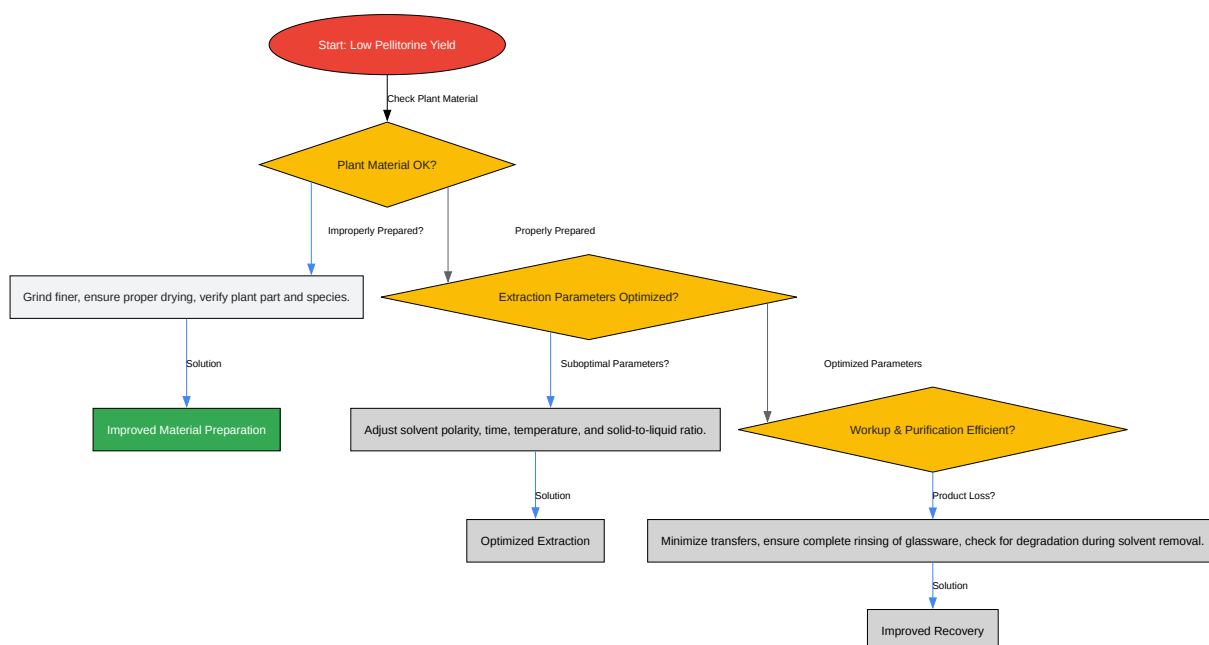 Start: Low Pellitorine Yield
Check Plant Material
Plant Material OK?
Improperly Prepared?
Properly Prepared
Grind finer, ensure proper drying, verify plant part and species.
Extraction Parameters Optimized?
Solution
Suboptimal Parameters?
Optimized Parameters
Improved Material Preparation
Adjust solvent polarity, time, temperature, and solid-to-liquid ratio.
Workup & Purification Efficient?
Solution
Product Loss?
Optimized Extraction
Minimize transfers, ensure complete rinsing of glassware, check for degradation during solvent removal.
Solution
Improved Recovery